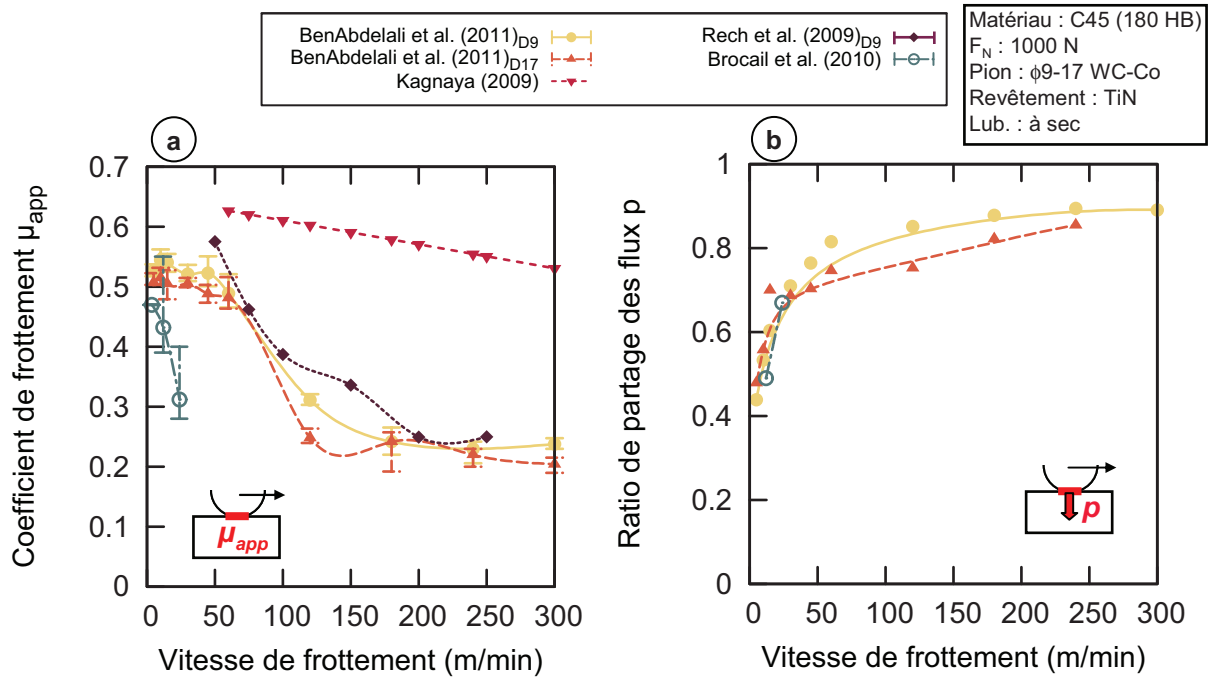 BenAbdelali et al. (2011)D9
BenAbdelali et al. (2011)D17
Kagnaya (2009)
Rech et al. (2009)D9
Brocail et al. (2010)
Matériau : C45 (180 HB)
FN : 1000 N
Pion : ϕ9-17 WC-Co
Revêtement : TiN
Lub. : à sec
a
0.7
0.6
0.5
0.4
0.3
0.2
0.1
0
Coefficient de frottement µapp
µapp
0 50 100 150 200 250 300
Vitesse de frottement (m/min)
b
1
0.8
0.6
0.4
0.2
0
Ratio de partage des flux p
p
0 50 100 150 200 250 300
Vitesse de frottement (m/min)